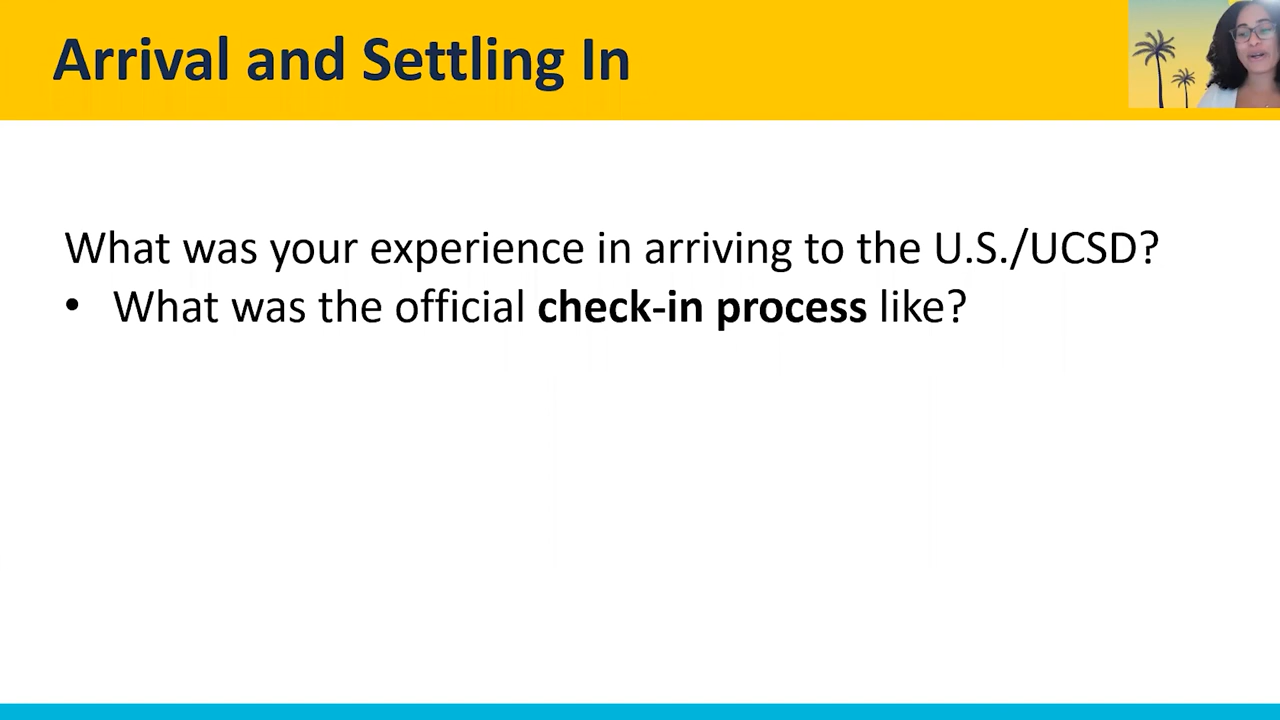 Arrival and Settling In
What was your experience in arriving to the U.S./UCSD?
• What was the official check-in process like?